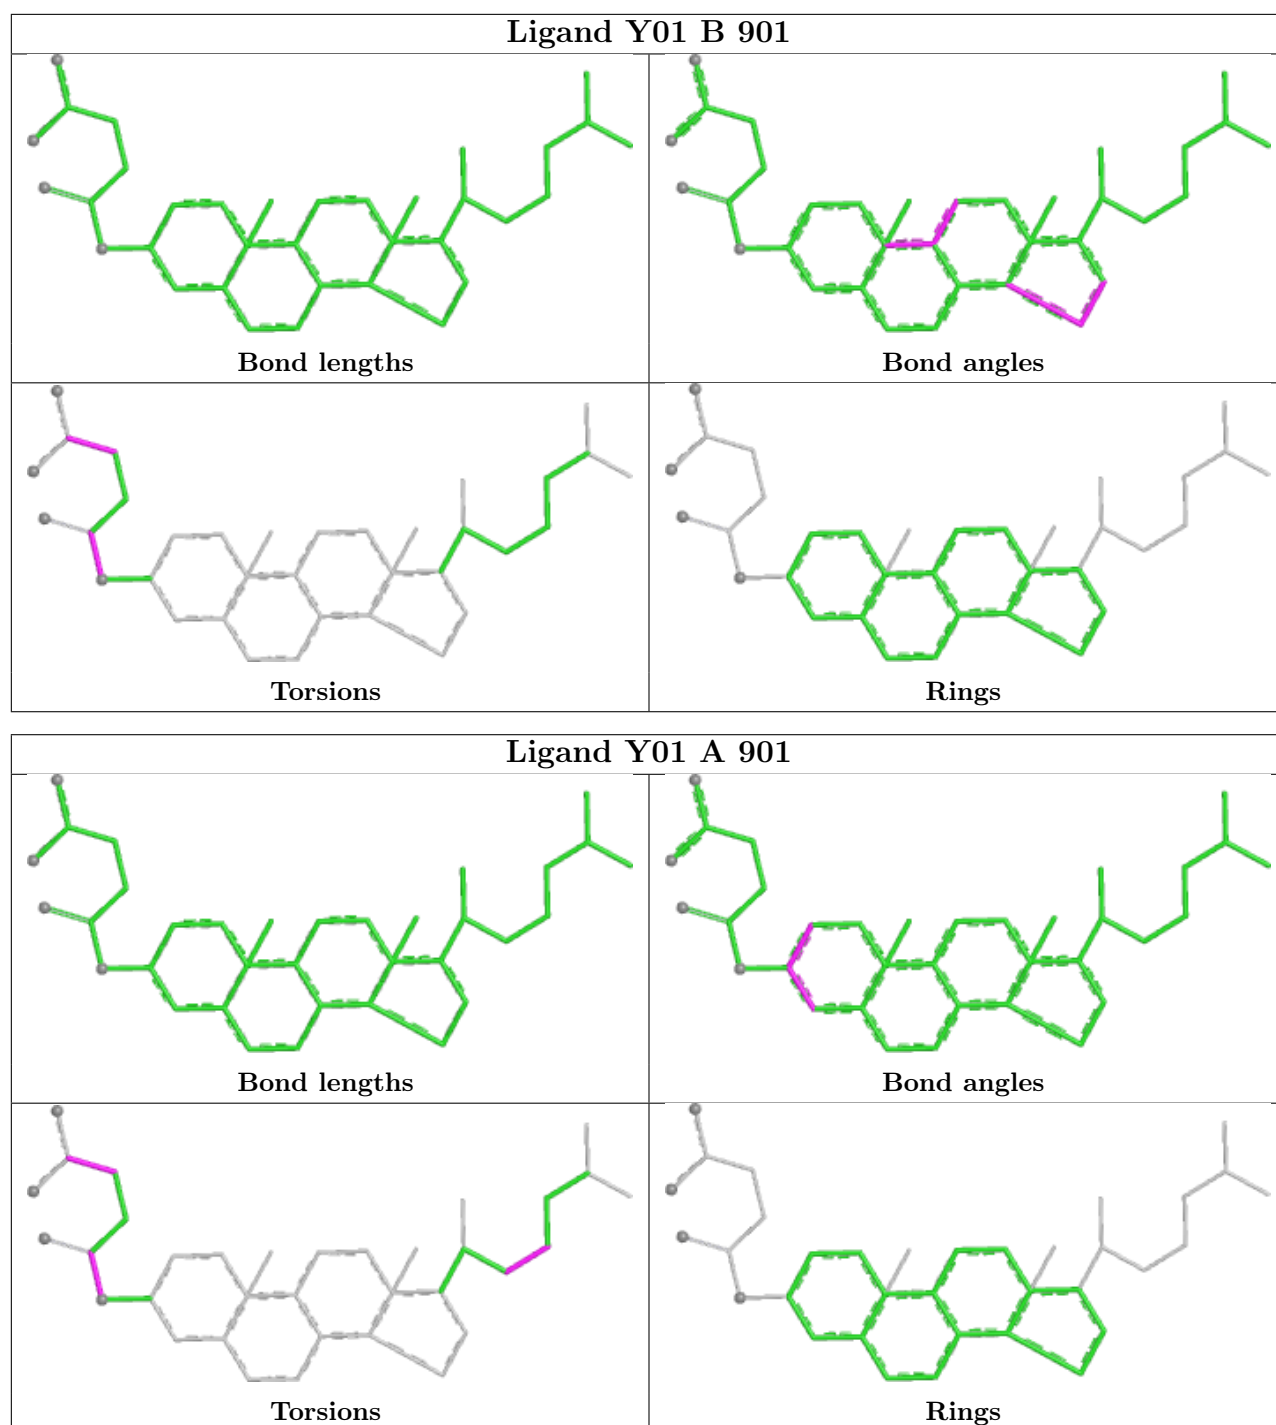 Ligand Y01 B 901
Bond lengths
Bond angles
Torsions
Rings
Ligand Y01 A 901
Bond lengths
Bond angles
Torsions
Rings